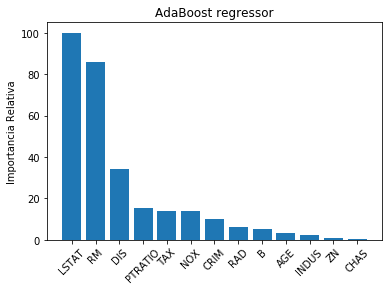 AdaBoost regressor
Importancia Relativa
100
80
60
40
20
0
LSTAT
RM
DIS
PTRATIO
TAX
NOX
CRIM
RAD
B
AGE
INDUS
ZN
CHAS